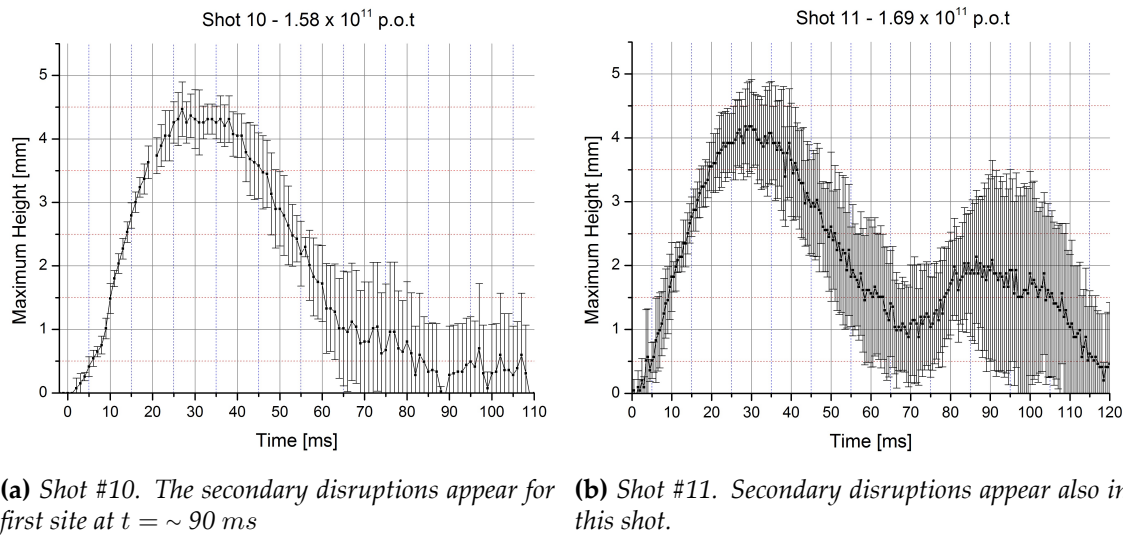 Shot 10 - 1.58 x 10¹¹ p.o.t
Maximum Height [mm]
5
4
3
2
1
0
0 10 20 30 40 50 60 70 80 90 100 110
Time [ms]
(a) Shot #10. The secondary disruptions appear for
first site at t = ∼ 90 ms
Shot 11 - 1.69 x 10¹¹ p.o.t
Maximum Height [mm]
5
4
3
2
1
0
0 10 20 30 40 50 60 70 80 90 100 110 120
Time [ms]
(b) Shot #11. Secondary disruptions appear also in
this shot.